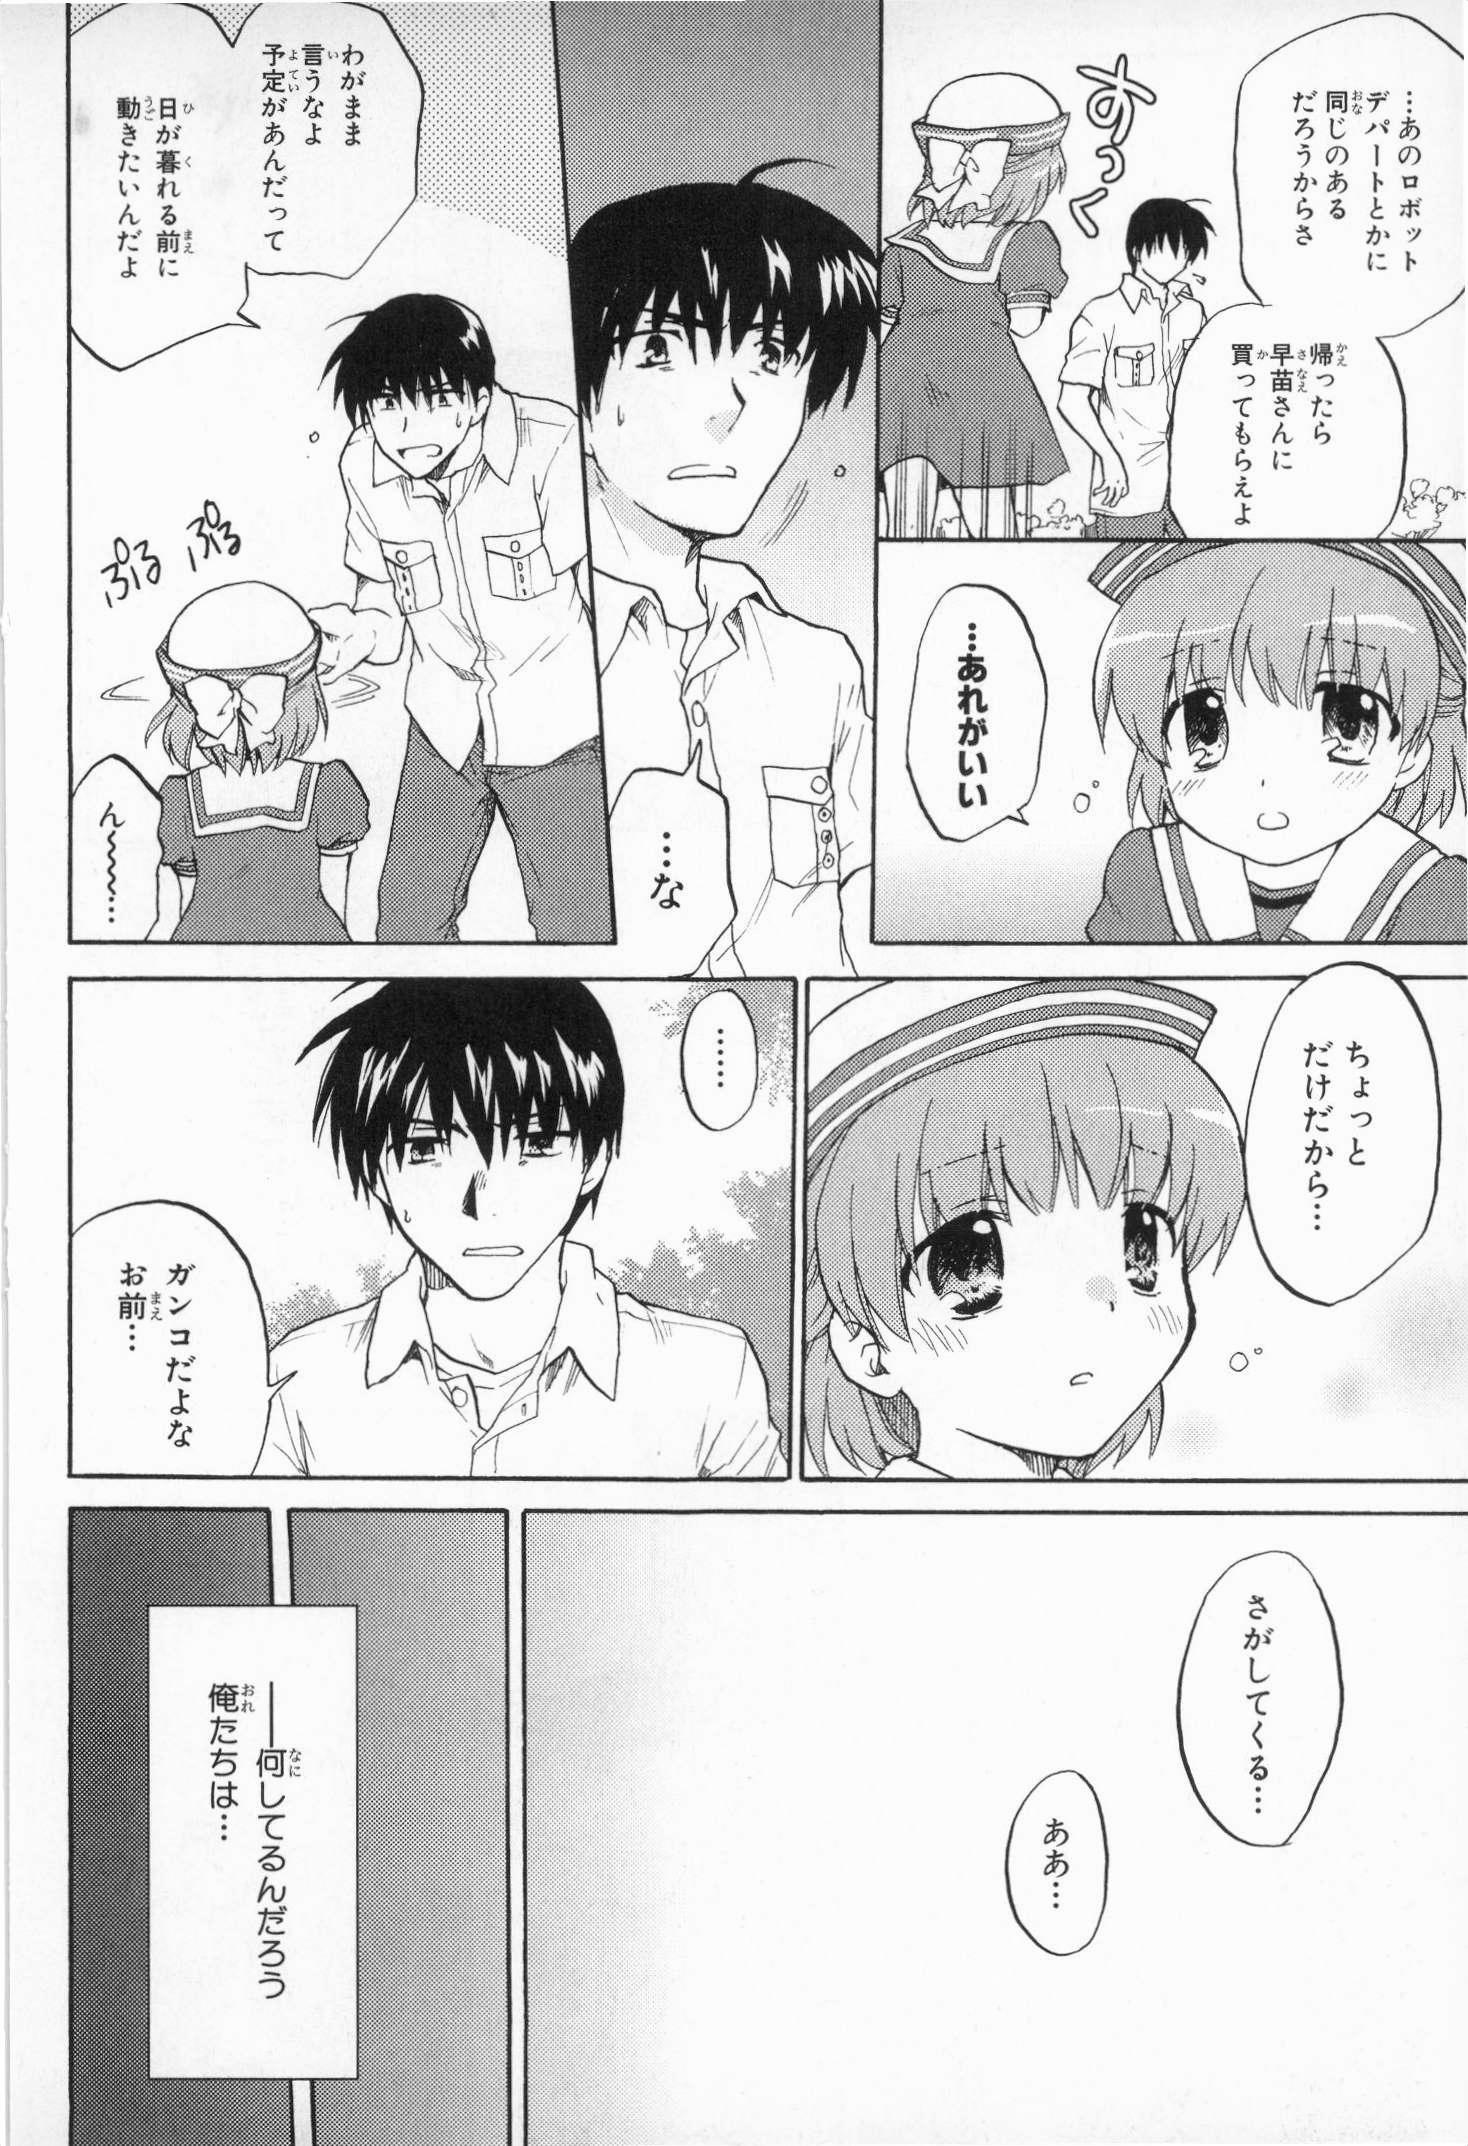 …あのロボット
デパートとかに
同じのある
だろうからさ
帰ったら
早苗さんに
買ってもらえよ
すっく
…あれがいい
…な
わがまま
言うなよ
予定があんだって
日が暮れる前に
動きたいんだよ
ぷる ぷる
ん～～～…
ちょっと
だけだから…
……
ガンコだよな
お前…
さがしてくる…
ああ…
――何してるんだろう
俺たちは…